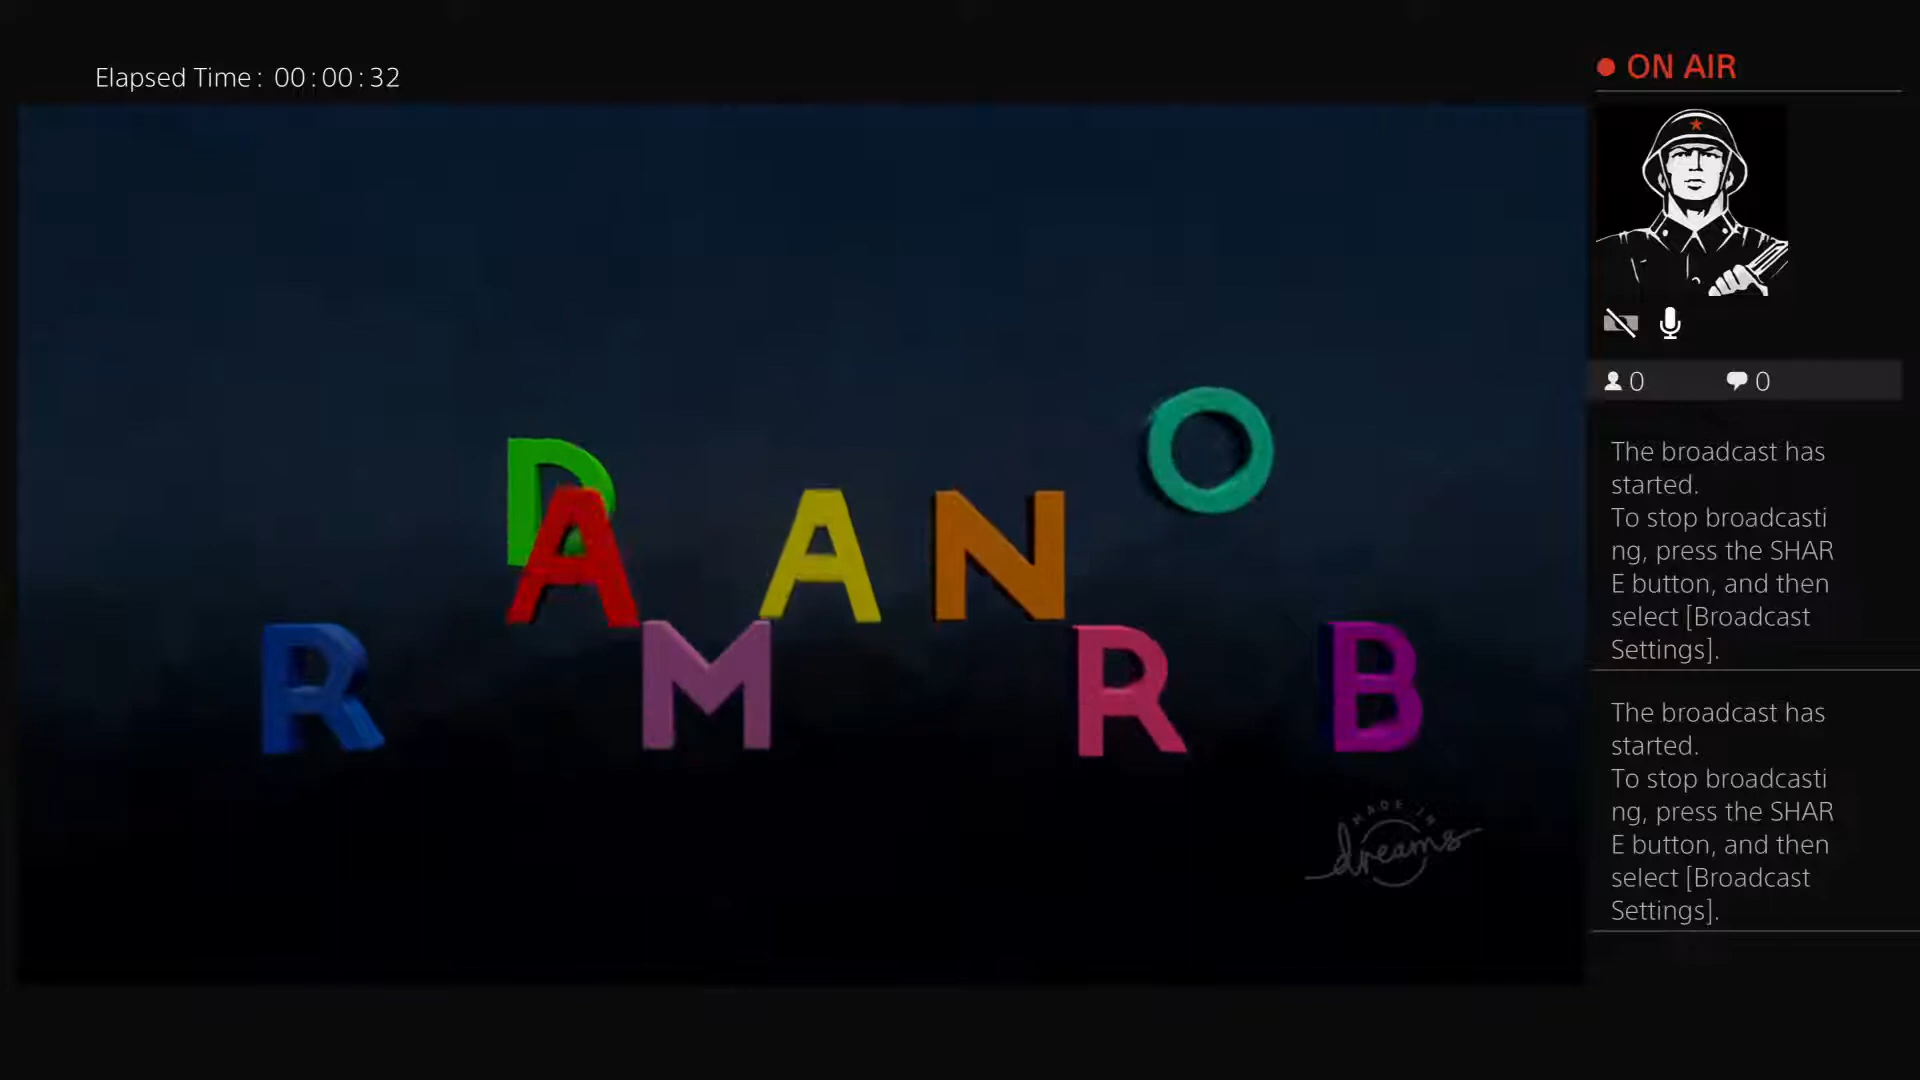 Elapsed Time: 00:00:32
ON AIR
0 0
The broadcast has
started.
To stop broadcasti
ng, press the SHAR
E button, and then
select [Broadcast
Settings].
The broadcast has
started.
To stop broadcasti
ng, press the SHAR
E button, and then
select [Broadcast
Settings].
O
D
A A N
R M R B
MADE IN
dreams